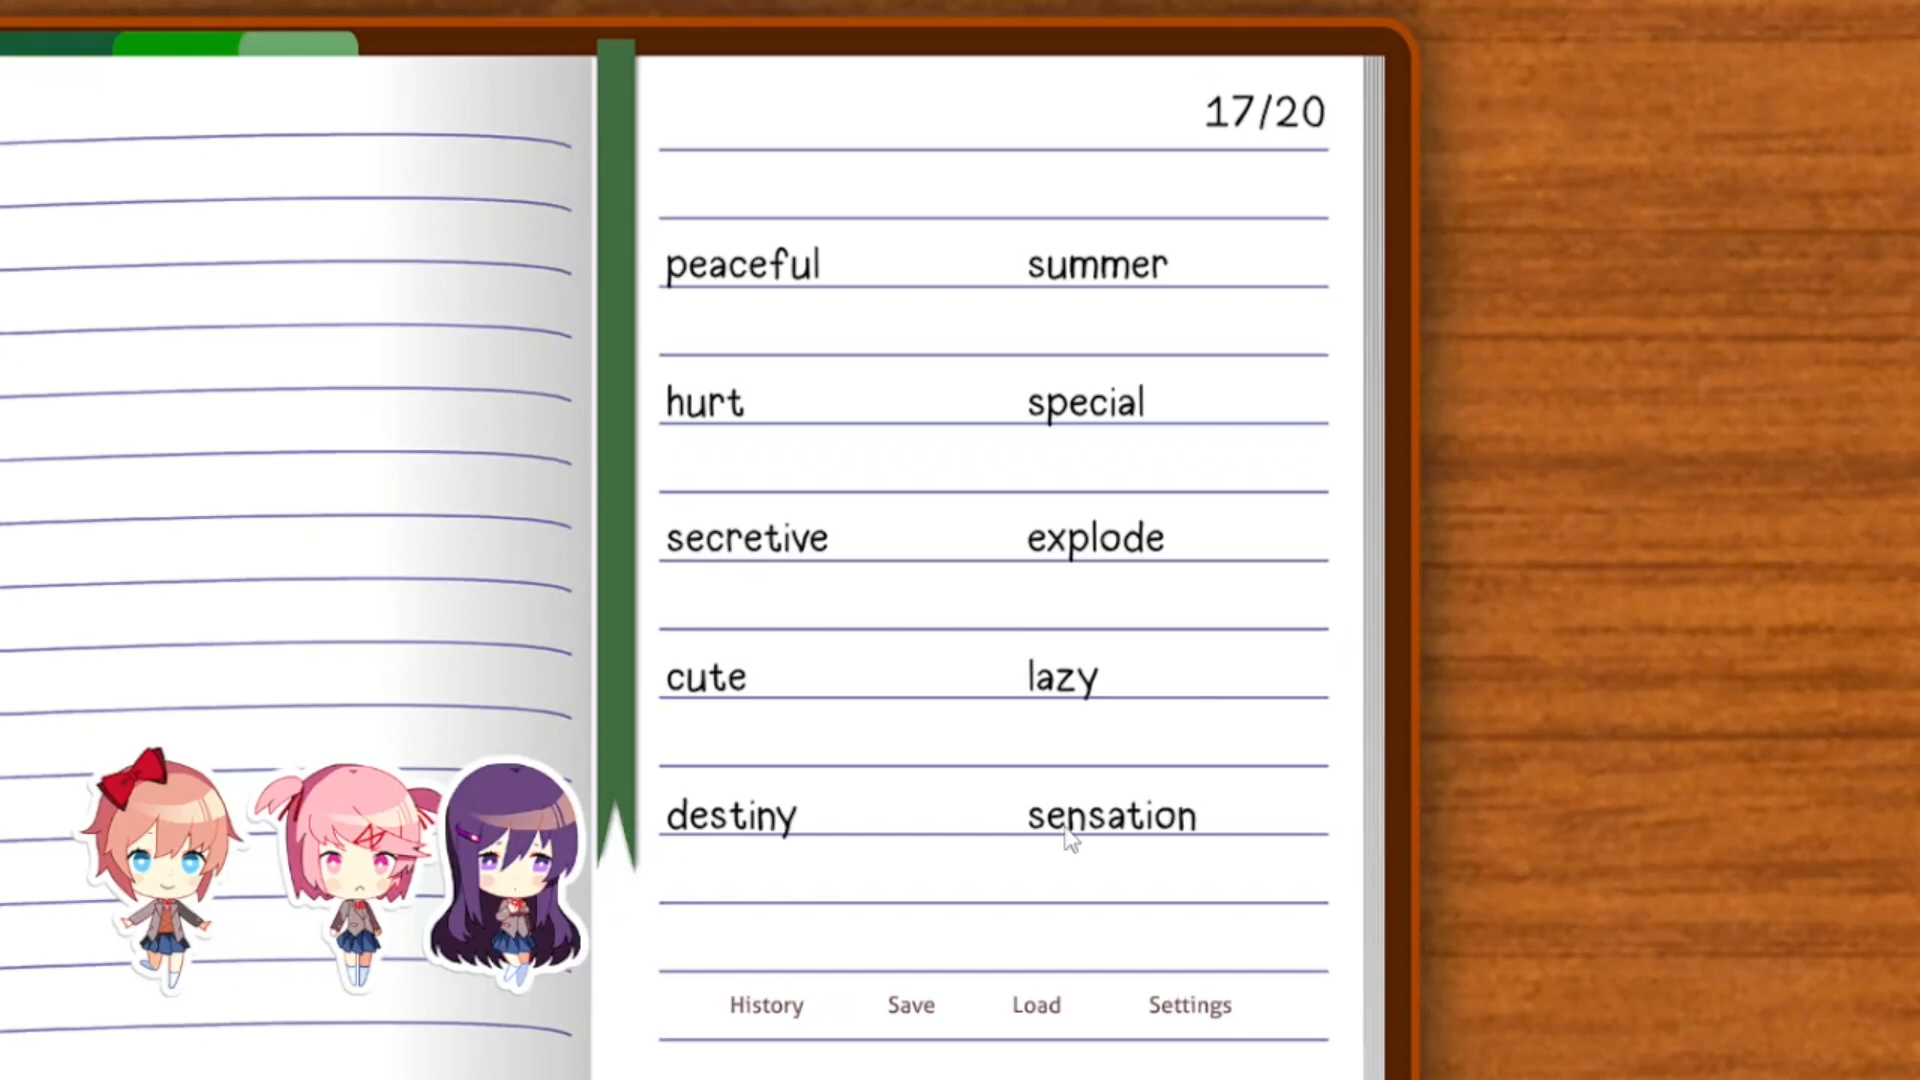 17/20
peaceful summer
hurt special
secretive explode
cute lazy
destiny sensation
History Save Load Settings